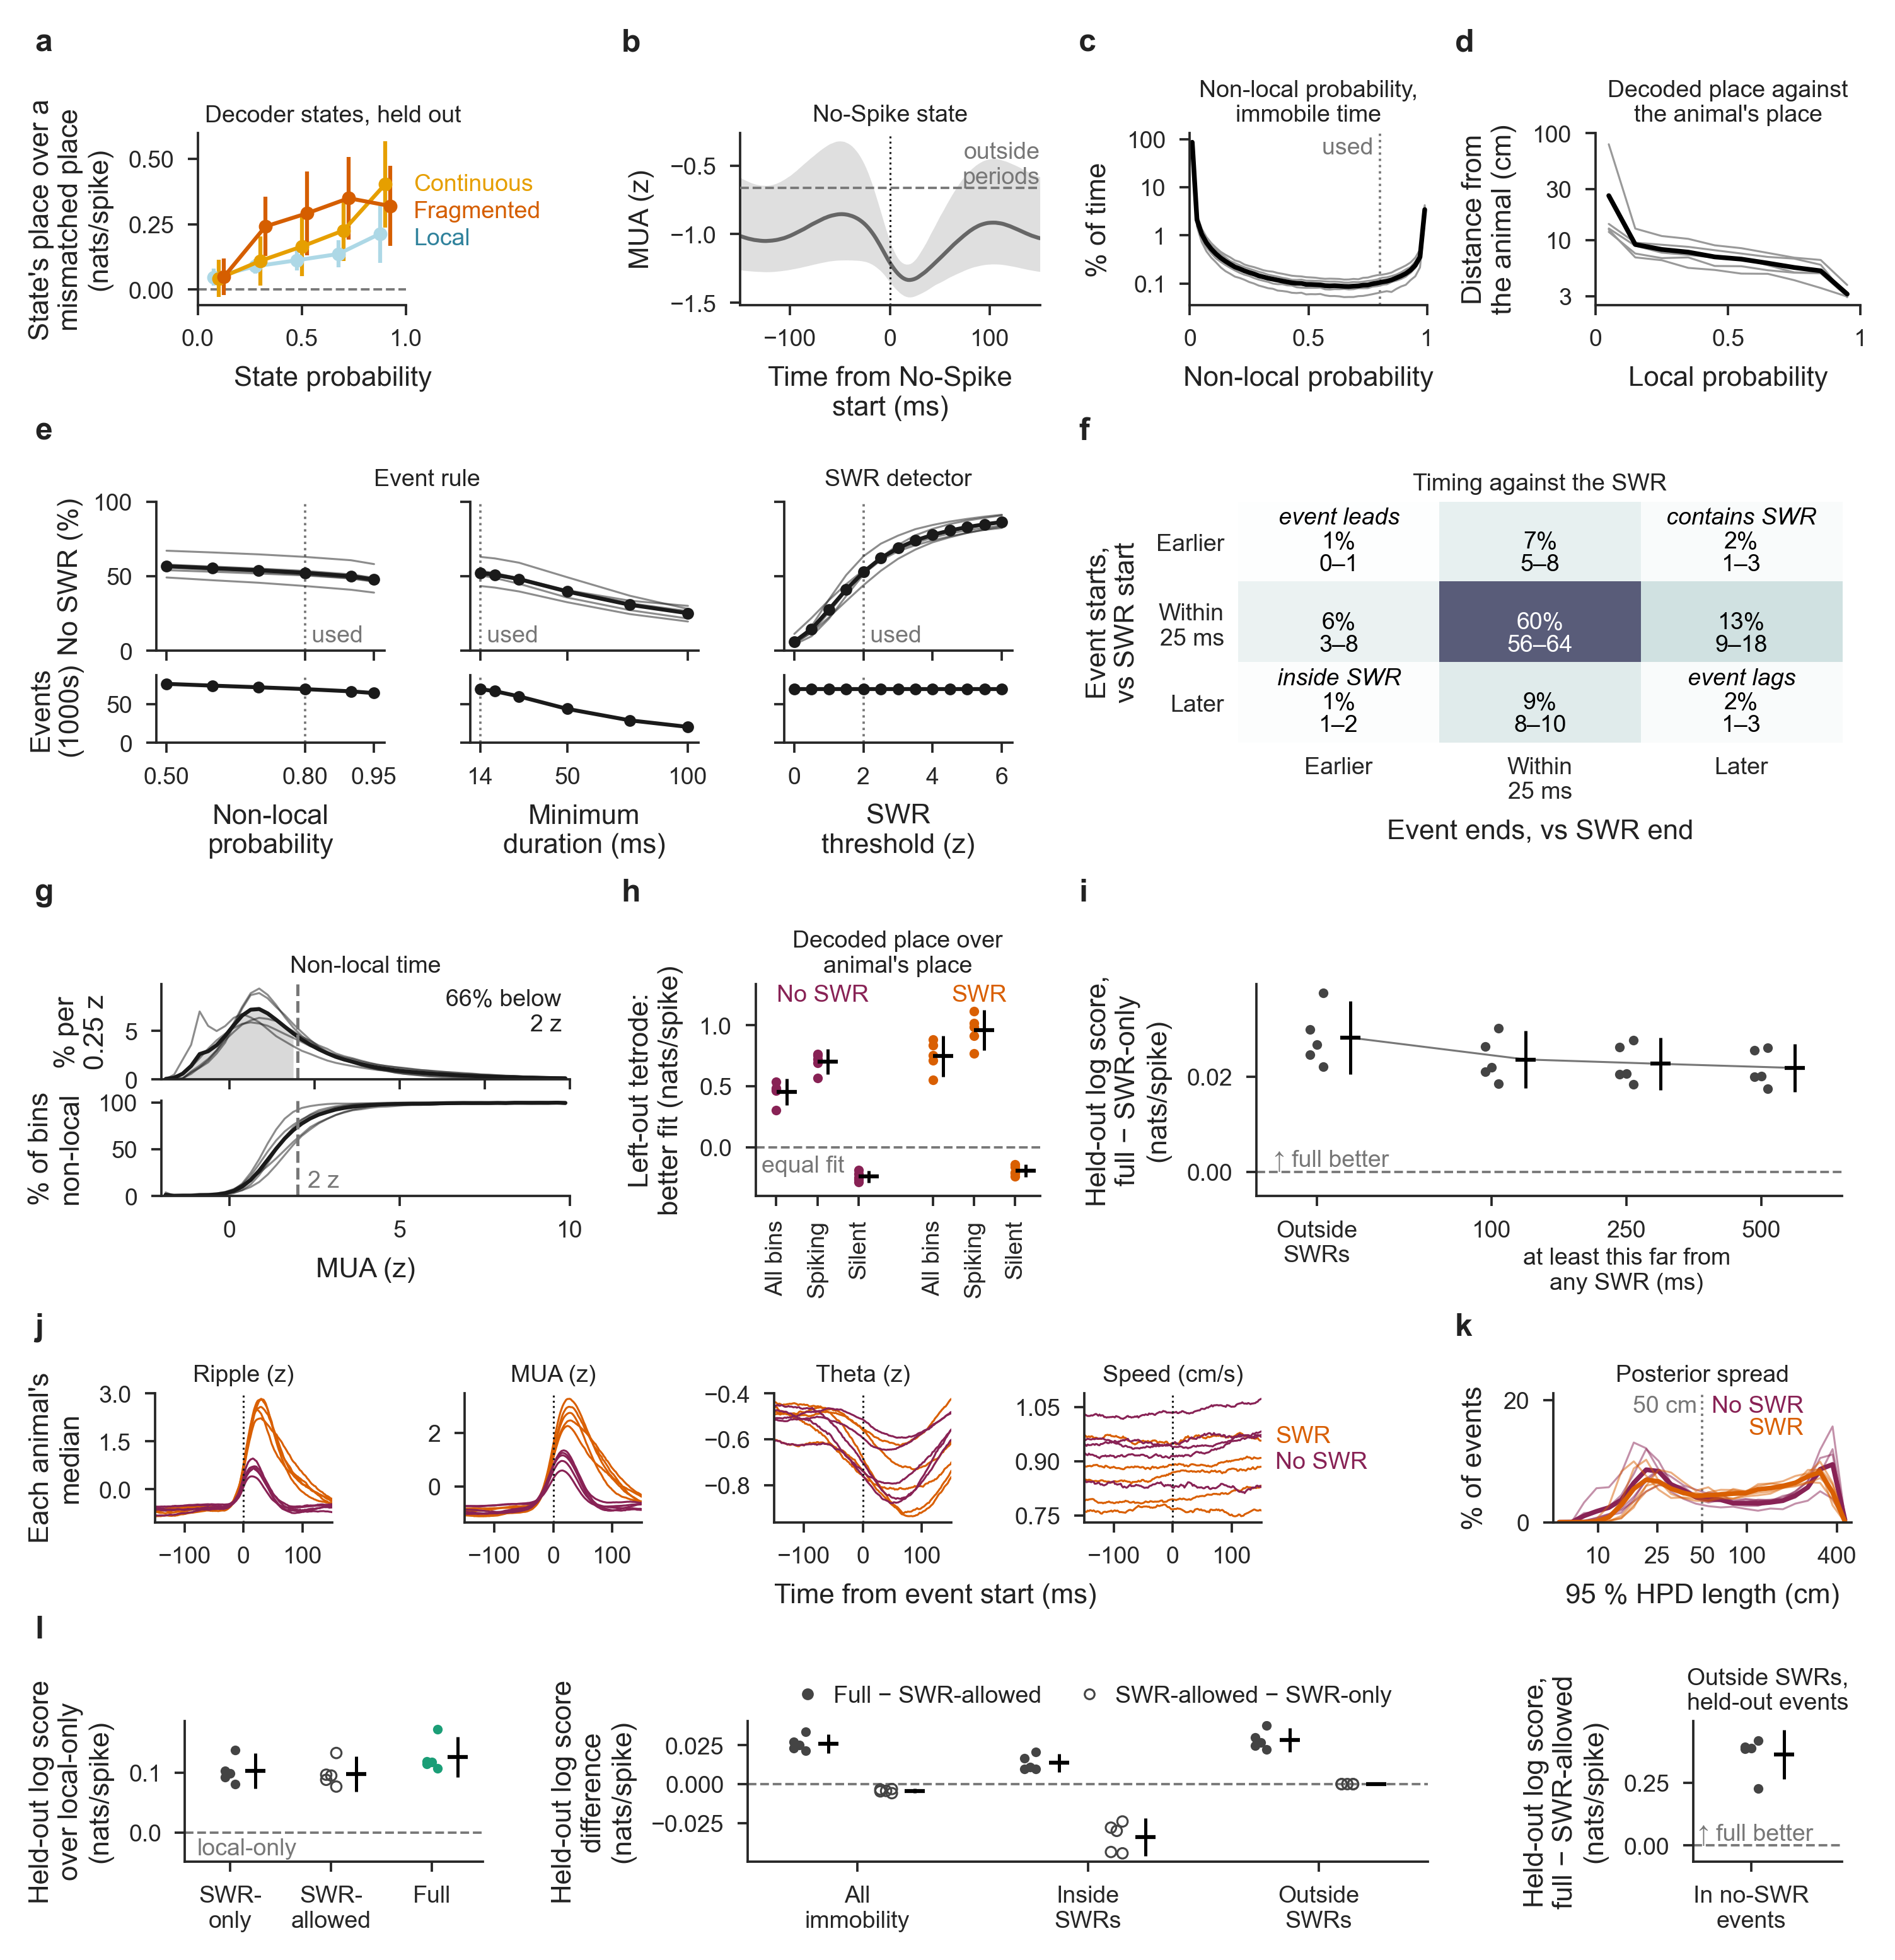 a
Decoder states, held out
State's place over a
mismatched place
(nats/spike)
0.50
0.25
0.00
0.0
0.5
1.0
State probability
Continuous
Fragmented
Local
b
No-Spike state
outside
periods
MUA (z)
−0.5
−1.0
−1.5
−100
0
100
Time from No-Spike
start (ms)
c
Non-local probability,
immobile time
used
% of time
100
10
1
0.1
0
0.5
1
Non-local probability
d
Decoded place against
the animal's place
Distance from
the animal (cm)
100
30
10
3
0
0.5
1
Local probability
e
Event rule
SWR detector
No SWR (%)
100
50
0
used
used
used
Events
(1000s)
50
0
0.50
0.80
0.95
Non-local
probability
14
50
100
Minimum
duration (ms)
0
2
4
6
SWR
threshold (z)
f
Timing against the SWR
Event starts,
vs SWR start
Earlier
event leads
1%
0–1
7%
5–8
contains SWR
2%
1–3
Within
25 ms
6%
3–8
60%
56–64
13%
9–18
Later
inside SWR
1%
1–2
9%
8–10
event lags
2%
1–3
Earlier
Within
25 ms
Later
Event ends, vs SWR end
g
Non-local time
66% below
2 z
% per
0.25 z
5
0
% of bins
non-local
100
50
0
2 z
0
5
10
MUA (z)
h
Decoded place over
animal's place
No SWR
SWR
Left-out tetrode:
better fit (nats/spike)
1.0
0.5
0.0
equal fit
All bins
Spiking
Silent
All bins
Spiking
Silent
i
Held-out log score,
full − SWR-only
(nats/spike)
0.02
0.00
↑ full better
Outside
SWRs
100
250
500
at least this far from
any SWR (ms)
j
Each animal's
median
Ripple (z)
3.0
1.5
0.0
−100
0
100
MUA (z)
2
0
−100
0
100
Theta (z)
−0.4
−0.6
−0.8
−100
0
100
Speed (cm/s)
1.05
0.90
0.75
−100
0
100
SWR
No SWR
Time from event start (ms)
k
Posterior spread
50 cm
No SWR
SWR
% of events
20
0
10
25
50
100
400
95 % HPD length (cm)
l
Held-out log score
over local-only
(nats/spike)
0.1
0.0
local-only
SWR-
only
SWR-
allowed
Full
Held-out log score
difference
(nats/spike)
Full − SWR-allowed
SWR-allowed − SWR-only
0.025
0.000
−0.025
All
immobility
Inside
SWRs
Outside
SWRs
Outside SWRs,
held-out events
Held-out log score,
full − SWR-allowed
(nats/spike)
0.25
0.00
↑ full better
In no-SWR
events